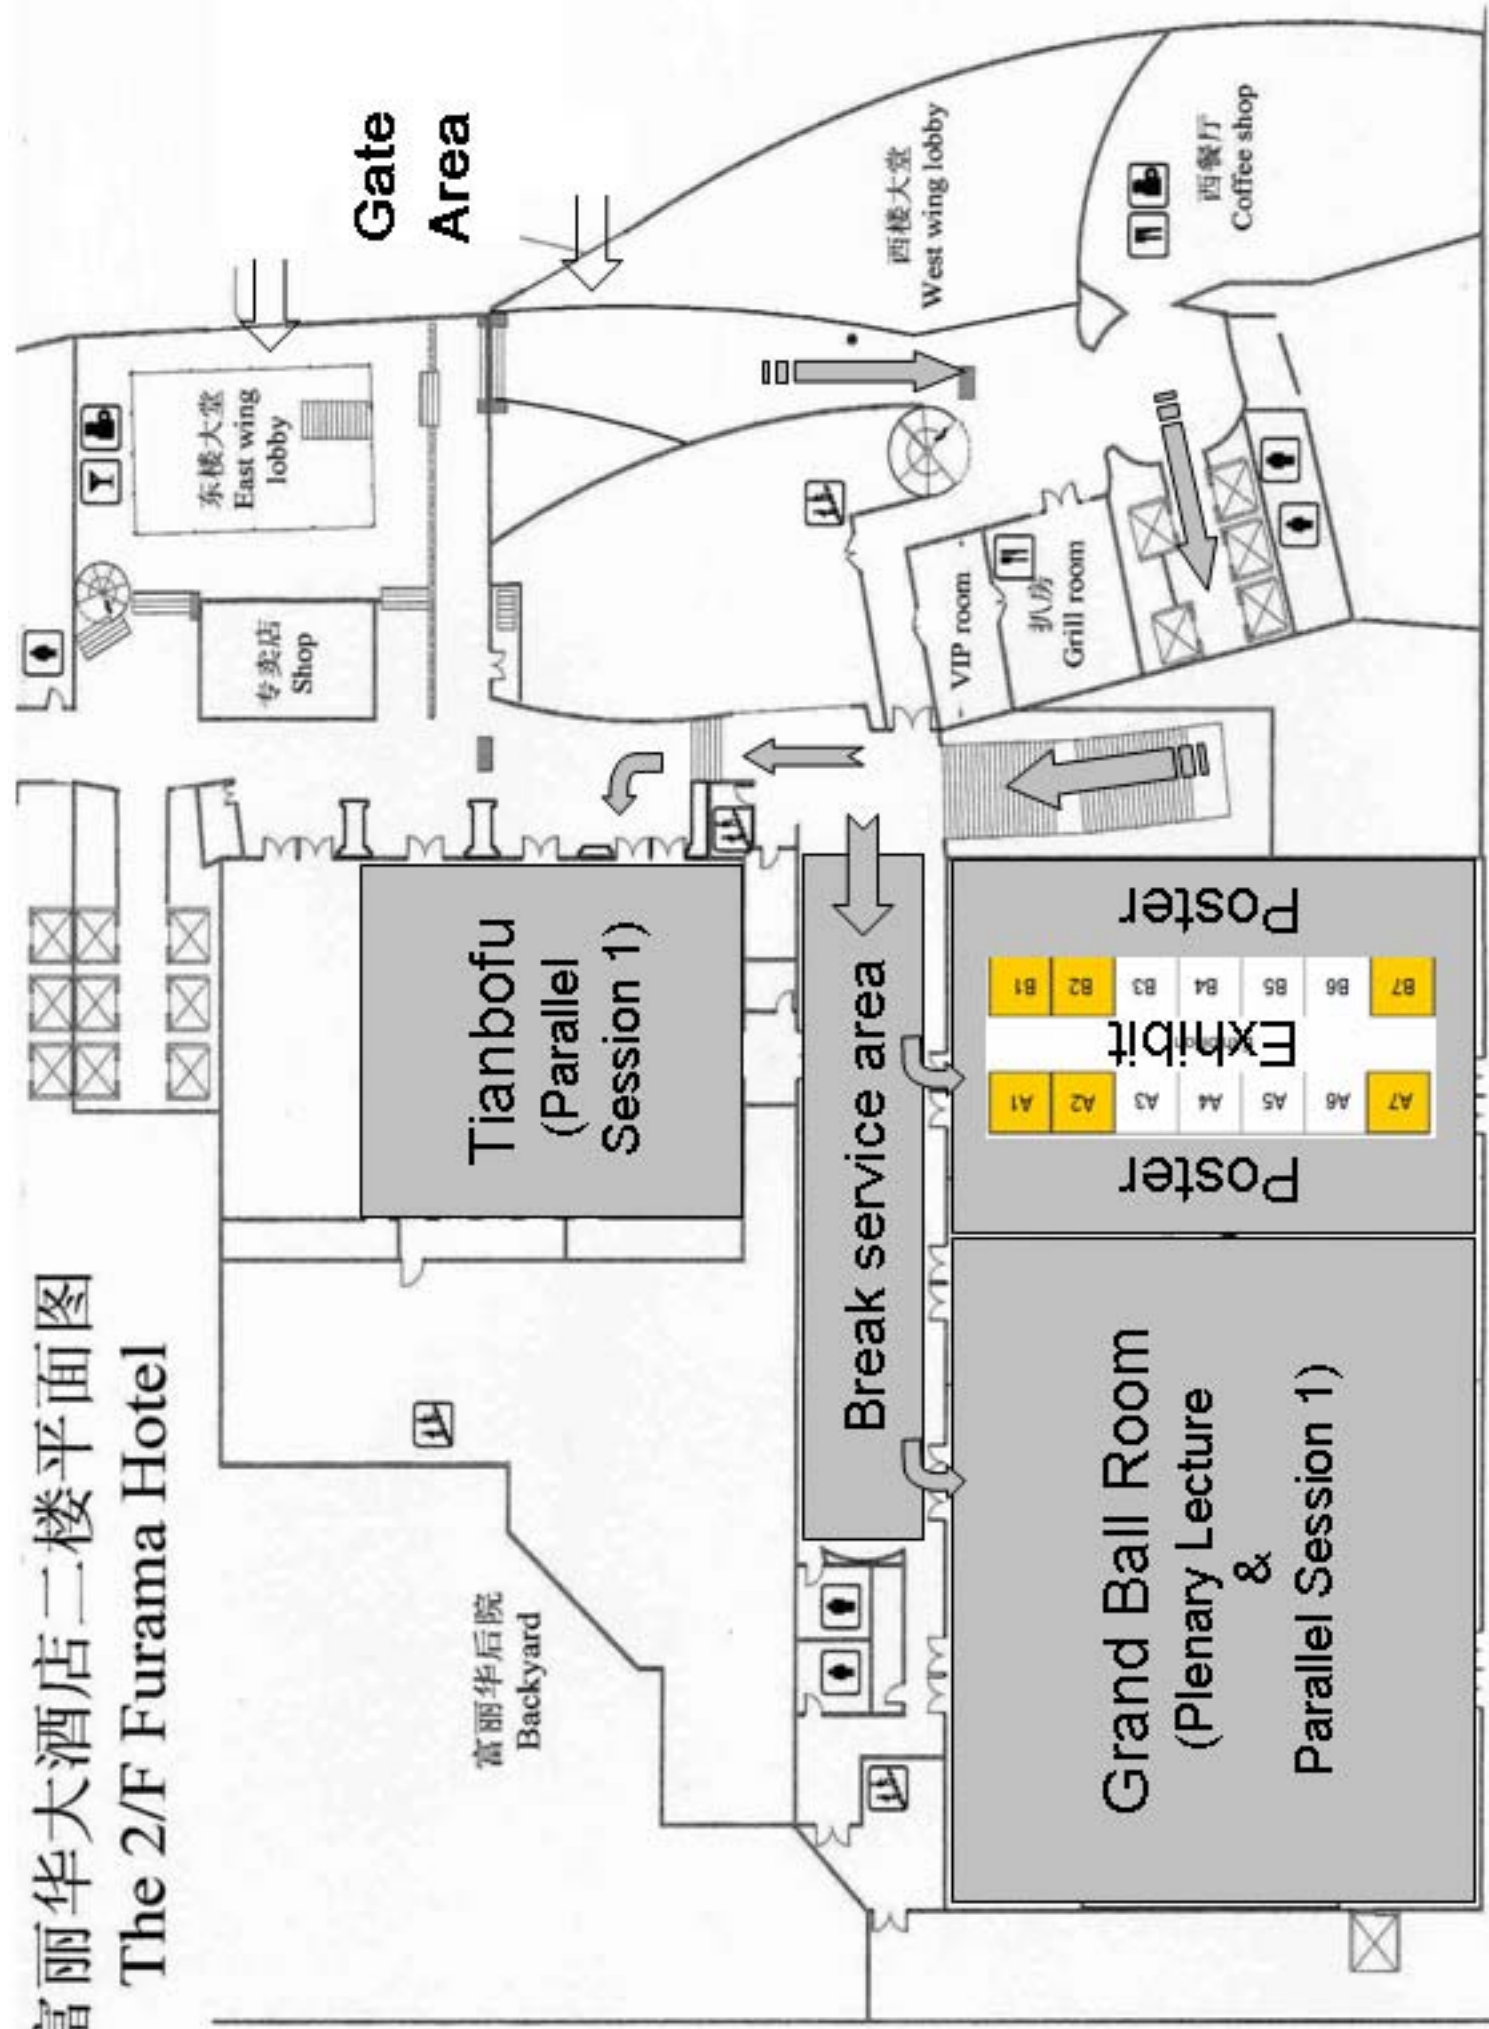 富丽华大酒店二楼平面图
The 2/F Furama Hotel
Gate
Area
东楼大堂
East wing
lobby
专卖店
Shop
西楼大堂
West wing lobby
西餐厅
Coffee shop
VIP room
扒房
Grill room
Tianbofu
(Parallel
Session 1)
Break service area
富丽华后院
Backyard
Grand Ball Room
(Plenary Lecture
&
Parallel Session 1)
Poster
A1 A2 A3 A4 A5 A6 A7
Exhibit
B1 B2 B3 B4 B5 B6 B7
Poster